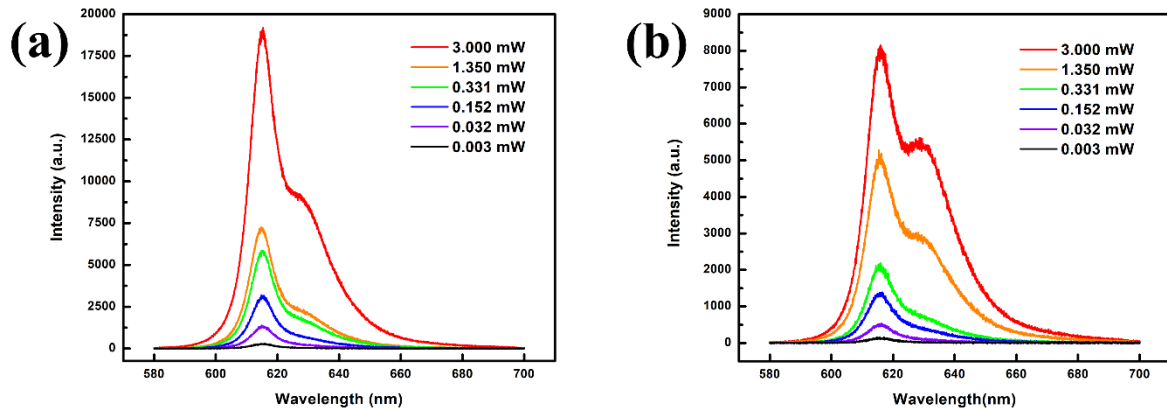 (a)
20000
17500
15000
12500
10000
7500
5000
2500
0
Intensity (a.u.)
3.000 mW
1.350 mW
0.331 mW
0.152 mW
0.032 mW
0.003 mW
580 600 620 640 660 680 700
Wavelength (nm)
(b)
9000
8000
7000
6000
5000
4000
3000
2000
1000
0
Intensity (a.u.)
3.000 mW
1.350 mW
0.331 mW
0.152 mW
0.032 mW
0.003 mW
580 600 620 640 660 680 700
Wavelength(nm)